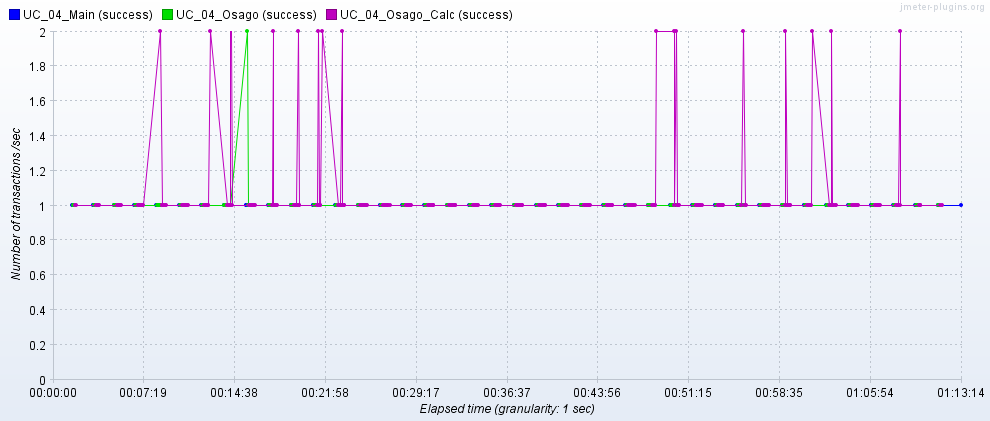 UC_04_Main (success) UC_04_Osago (success) UC_04_Osago_Calc (success)
jmeter-plugins.org
2
1.8
1.6
1.4
1.2
1
0.8
0.6
0.4
0.2
0
Number of transactions /sec
00:00:00 00:07:19 00:14:38 00:21:58 00:29:17 00:36:37 00:43:56 00:51:15 00:58:35 01:05:54 01:13:14
Elapsed time (granularity: 1 sec)